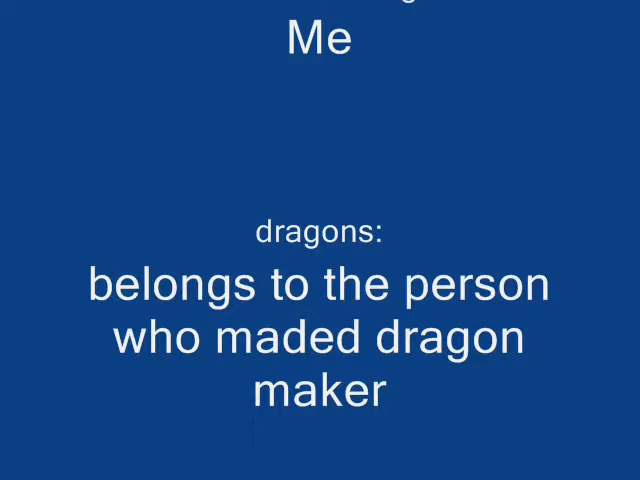 Me
dragons:
belongs to the person
who maded dragon
maker